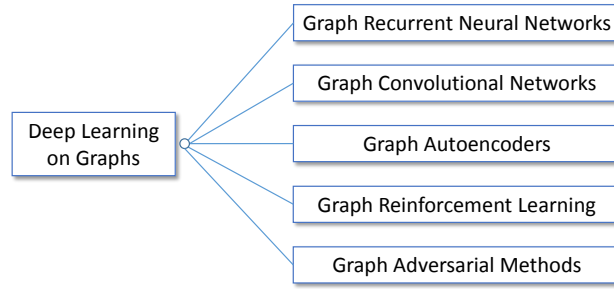 Deep Learning
on Graphs
Graph Recurrent Neural Networks
Graph Convolutional Networks
Graph Autoencoders
Graph Reinforcement Learning
Graph Adversarial Methods